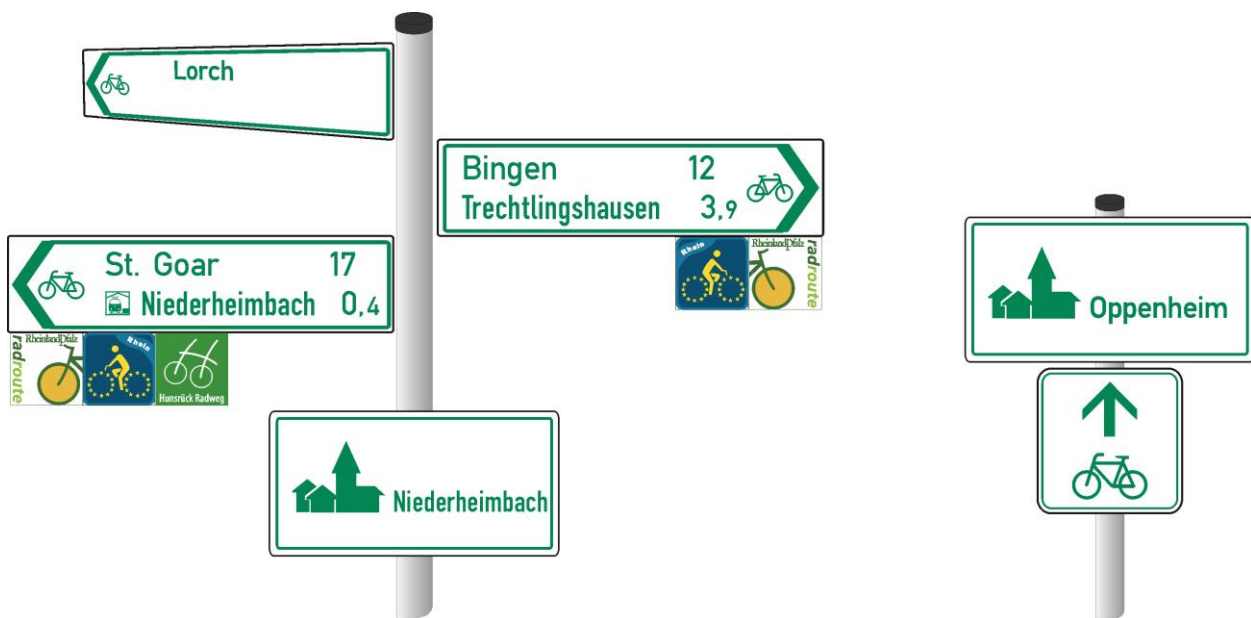 Lorch
Bingen 12
Trechtlingshausen 3,9
Rhein
RheinlandPfalz
radroute
St. Goar 17
Niederheimbach 0,4
RheinlandPfalz
radroute
Rhein
Hunsrück Radweg
Niederheimbach
Oppenheim